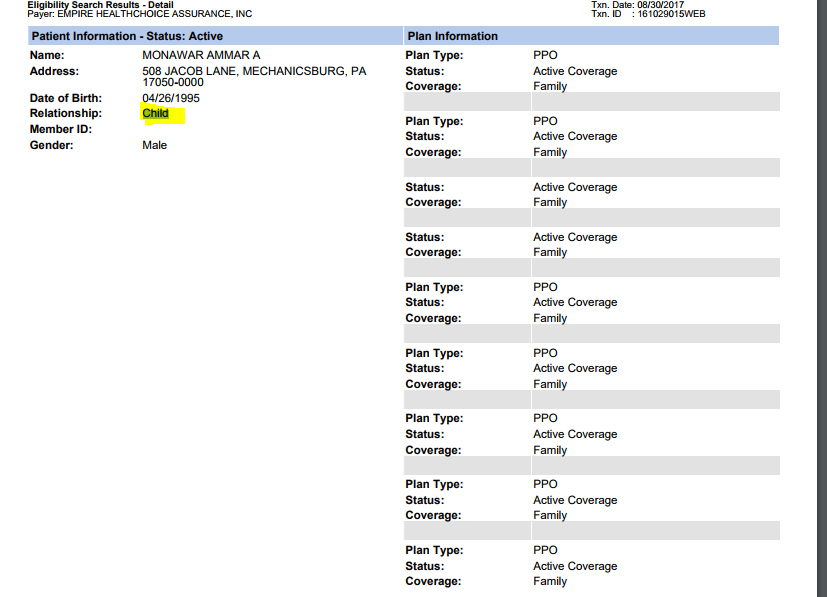 Eligibility Search Results - Detail
Payer: EMPIRE HEALTHCHOICE ASSURANCE, INC
Txn. Date: 08/30/2017
Txn. ID : 161029015WEB
Patient Information - Status: Active
Name: MONAWAR AMMAR A
Address: 508 JACOB LANE, MECHANICSBURG, PA
17050-0000
Date of Birth: 04/26/1995
Relationship: Child
Member ID:
Gender: Male
Plan Information
Plan Type: PPO
Status: Active Coverage
Coverage: Family
Plan Type: PPO
Status: Active Coverage
Coverage: Family
Status: Active Coverage
Coverage: Family
Status: Active Coverage
Coverage: Family
Plan Type: PPO
Status: Active Coverage
Coverage: Family
Plan Type: PPO
Status: Active Coverage
Coverage: Family
Plan Type: PPO
Status: Active Coverage
Coverage: Family
Plan Type: PPO
Status: Active Coverage
Coverage: Family
Plan Type: PPO
Status: Active Coverage
Coverage: Family